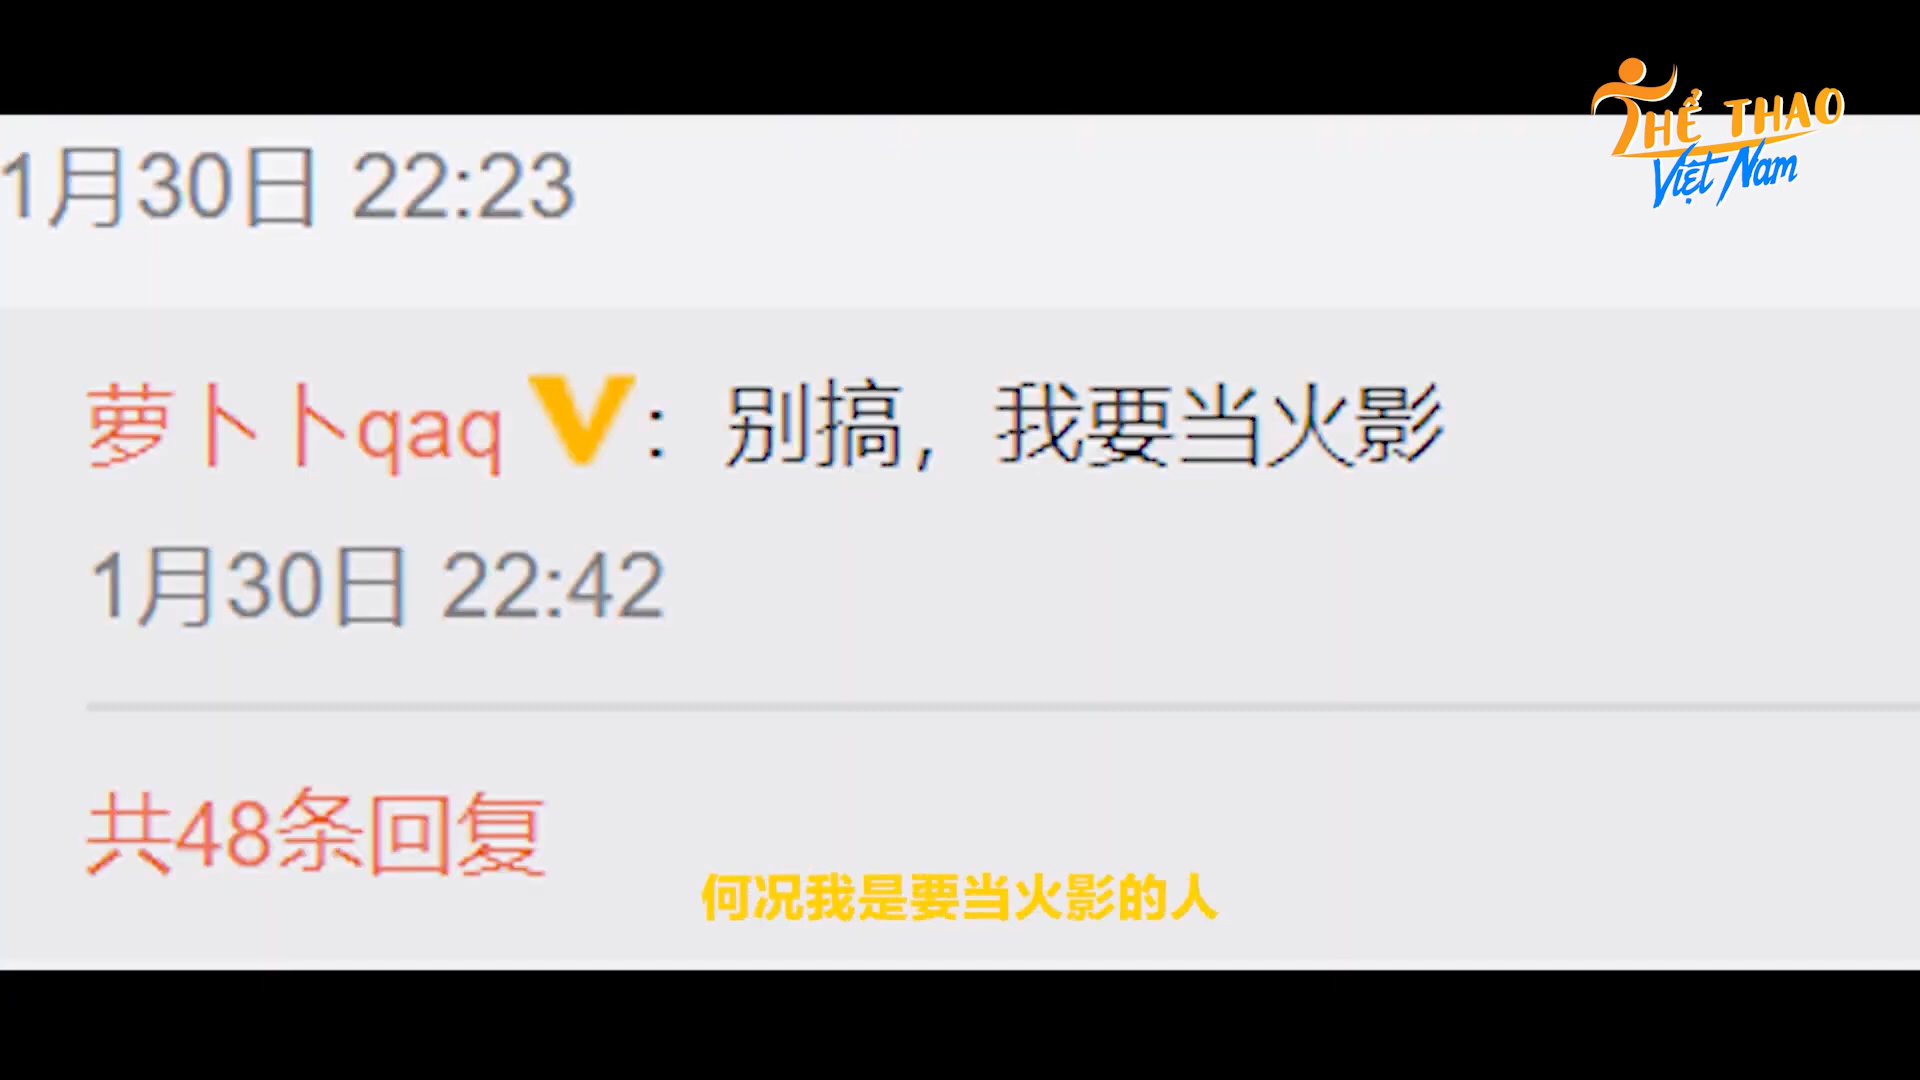 THỂ THAO
Việt Nam
1月30日 22:23
萝卜卜qaq V：别搞，我要当火影
1月30日 22:42
共48条回复
何况我是要当火影的人